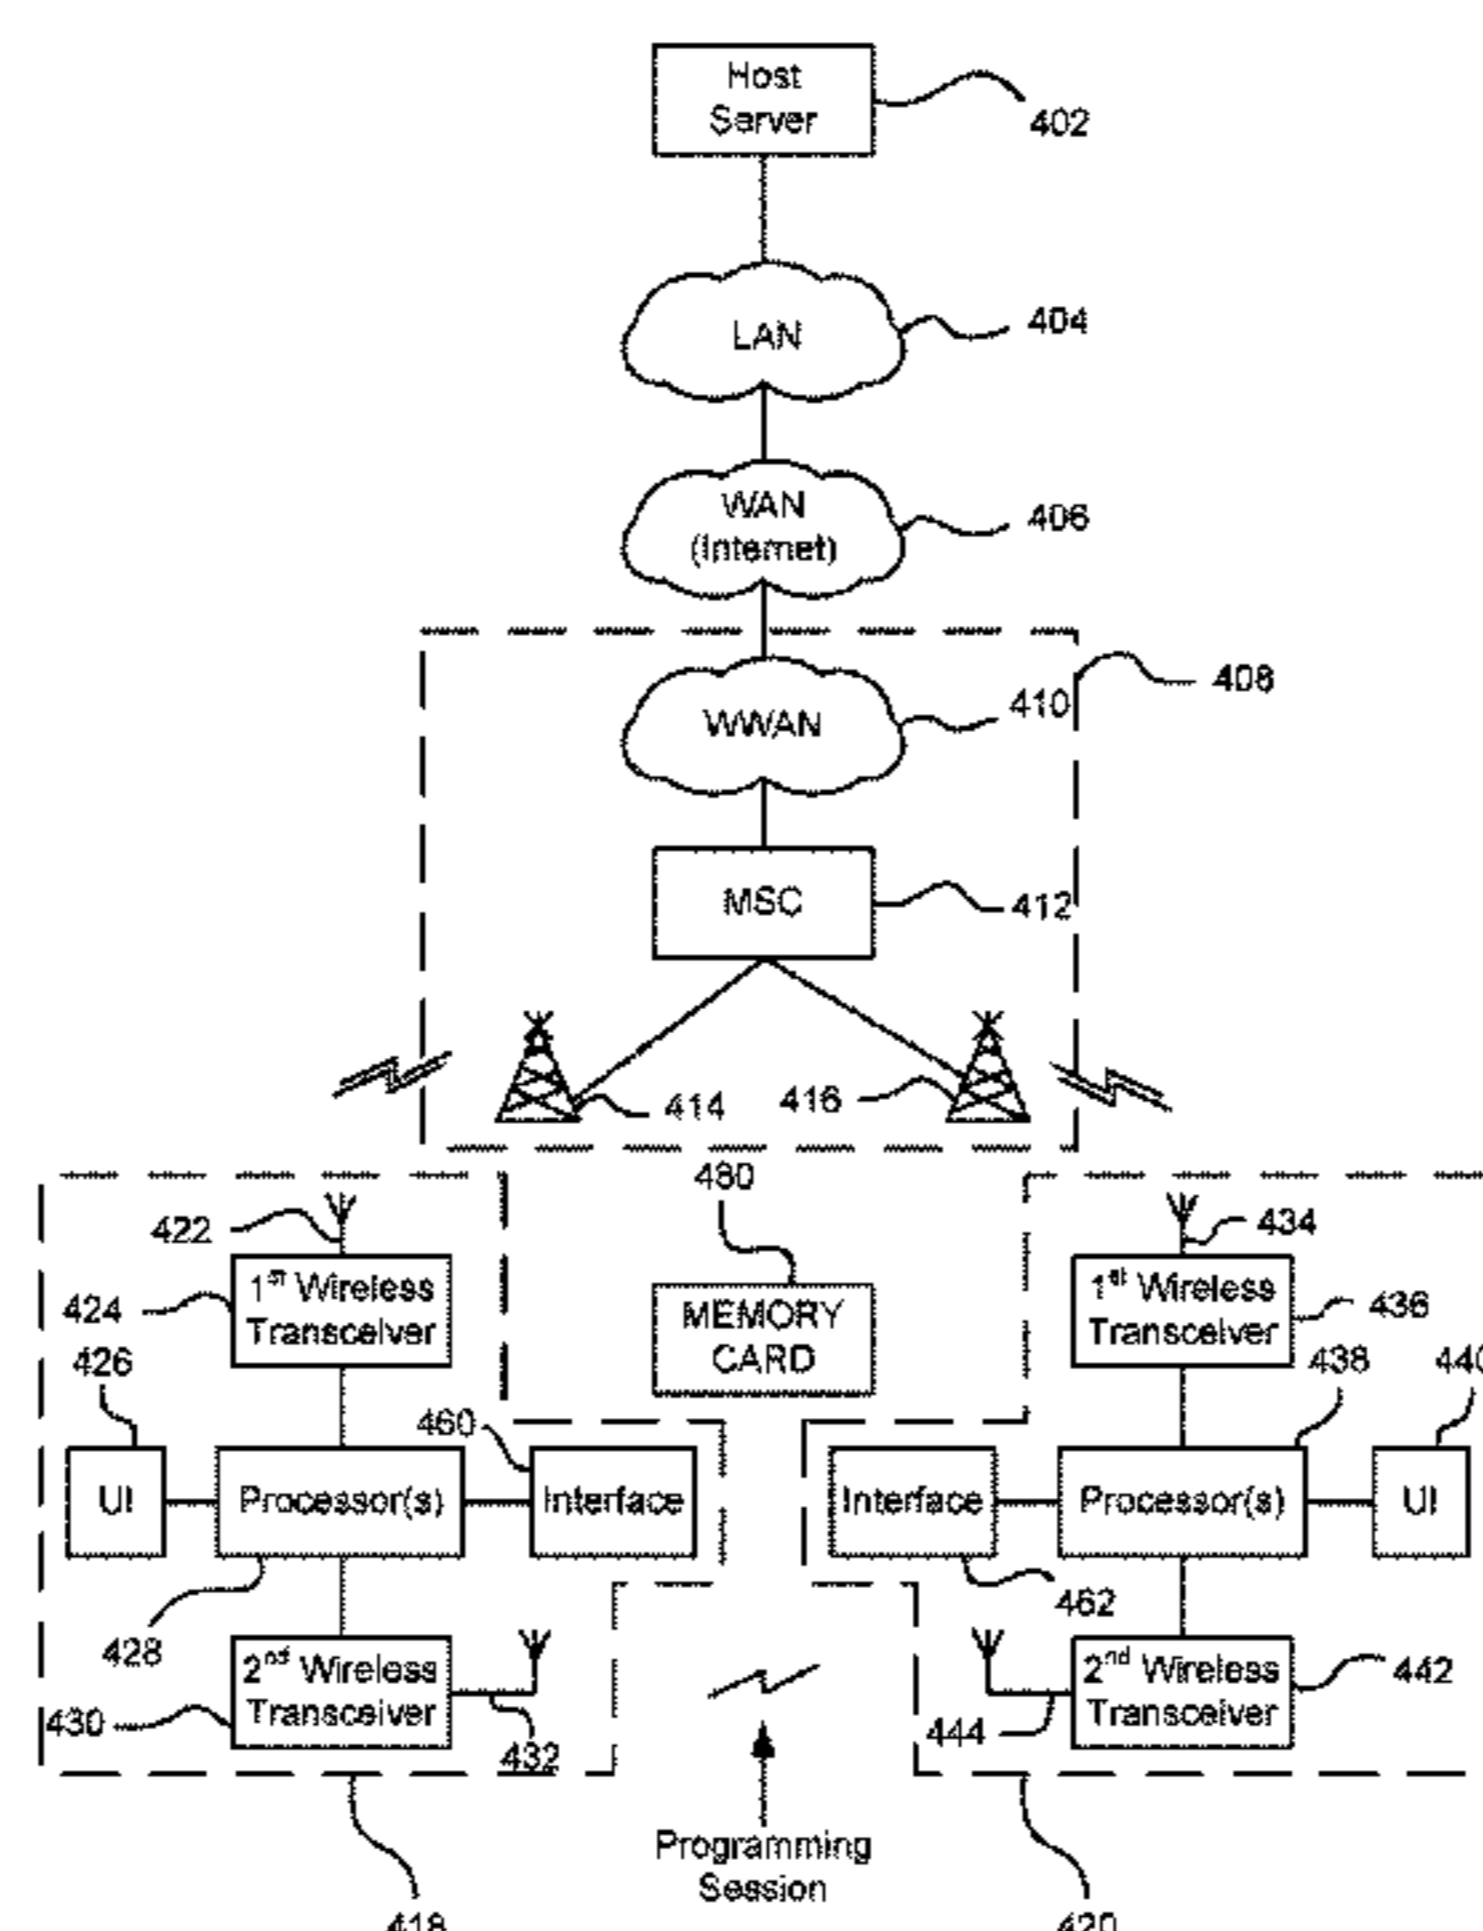 Host
Server
402
LAN
404
WAN
(Internet)
406
408
WWAN
410
MSC
412
414
416
480
422
434
1st Wireless
Transceiver
424
MEMORY
CARD
1st Wireless
Transceiver
436
426
438
440
460
UI
Processor(s)
Interface
Interface
Processor(s)
UI
462
428
2nd Wireless
Transceiver
2nd Wireless
Transceiver
442
430
432
444
Programming
Session
418
420